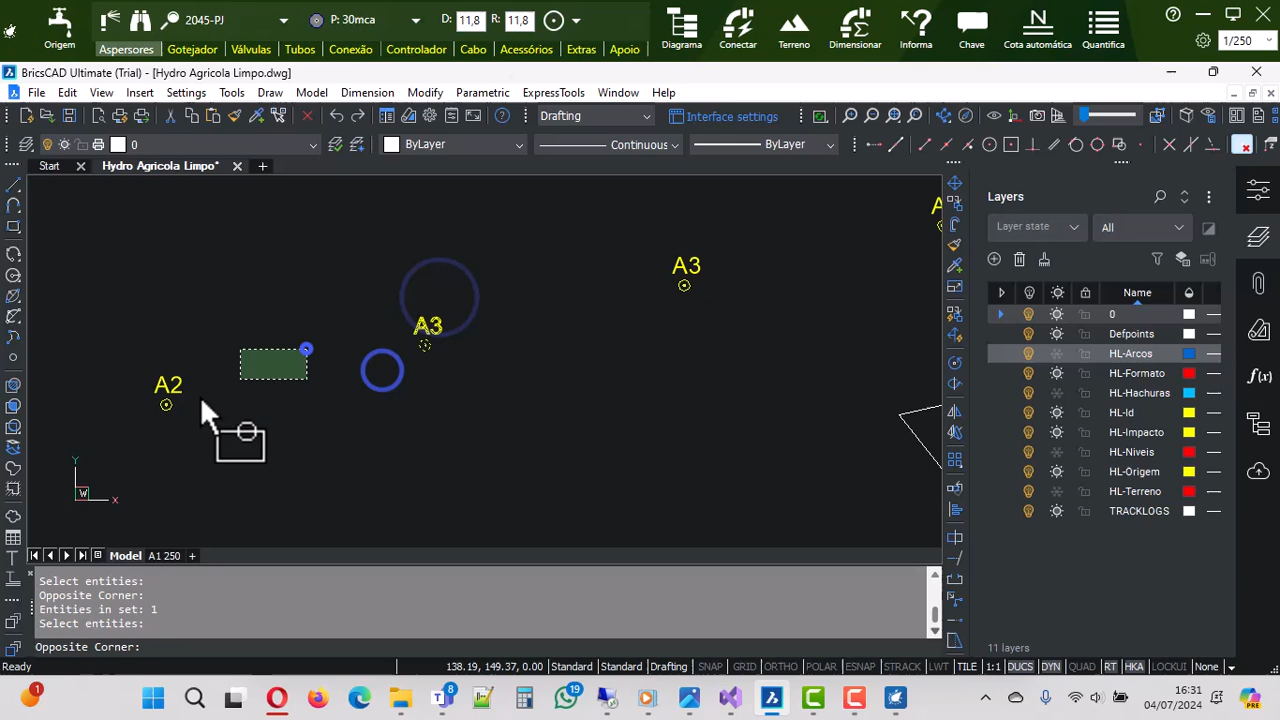 2045-PJ
P: 30mca
D: 11,8 R: 11,8
Origem
Aspersores Gotejador Válvulas Tubos Conexão Controlador Cabo Acessórios Extras Apoio
Diagrama Conectar Terreno Dimensionar Informa Chave Cota automática Quantifica
1/250
BricsCAD Ultimate (Trial) - [Hydro Agricola Limpo.dwg]
File Edit View Insert Settings Tools Draw Model Dimension Modify Parametric ExpressTools Window Help
Drafting
Interface settings
0
ByLayer
Continuous
ByLayer
Start
Hydro Agricola Limpo*
A3
A3
A2
Y
W
X
Layers
Layer state
All
Name
0
Defpoints
HL-Arcos
HL-Formato
HL-Hachuras
HL-Id
HL-Impacto
HL-Niveis
HL-Origem
HL-Terreno
TRACKLOGS
11 layers
f(x)
Model A1 250
Select entities:
Opposite Corner:
Entities in set: 1
Select entities:
Opposite Corner:
Ready
138.19, 149.37, 0.00 Standard Standard Drafting SNAP GRID ORTHO POLAR ESNAP STRACK LWT TILE 1:1 DUCS DYN QUAD RT HKA LOCKUI None
1
8
19
16:31
04/07/2024
PRE